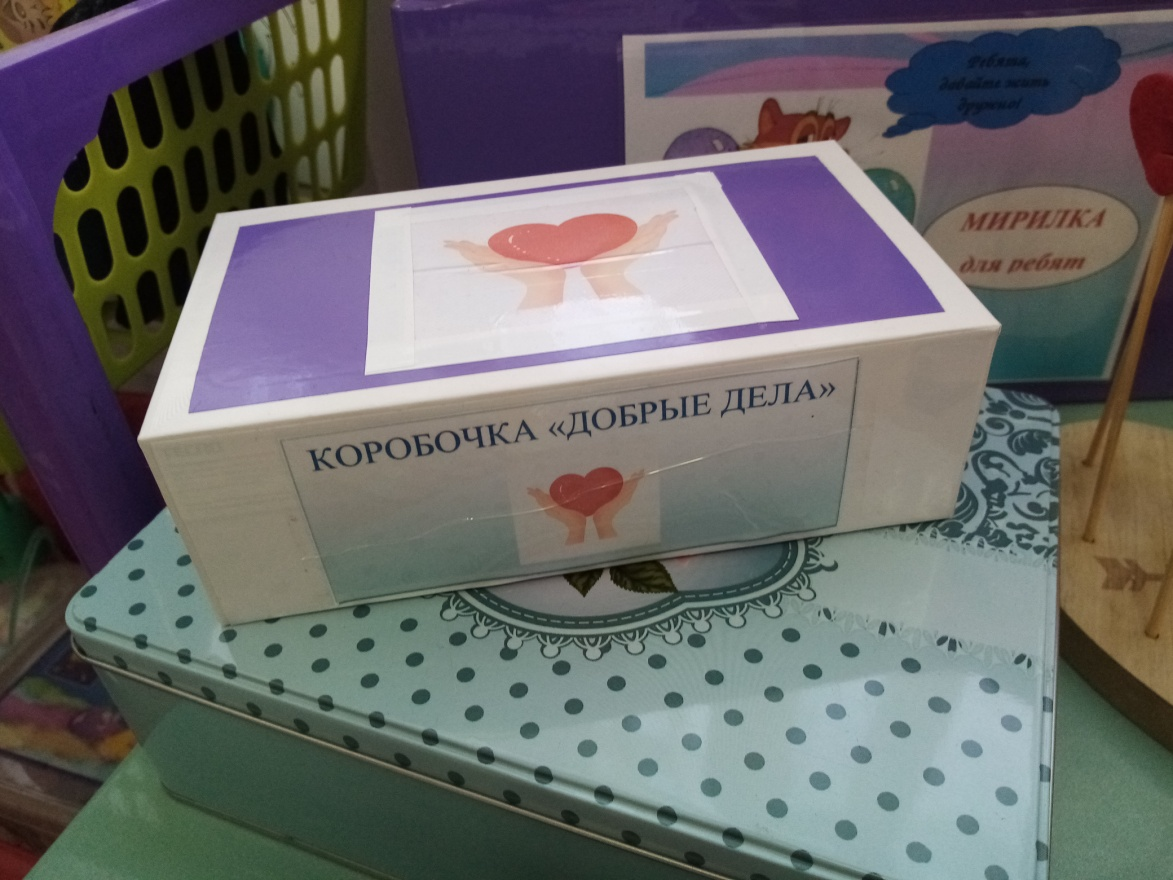 Ребята,
давайте жить
дружно!
МИРИЛКА
для ребят
КОРОБОЧКА «ДОБРЫЕ ДЕЛА»